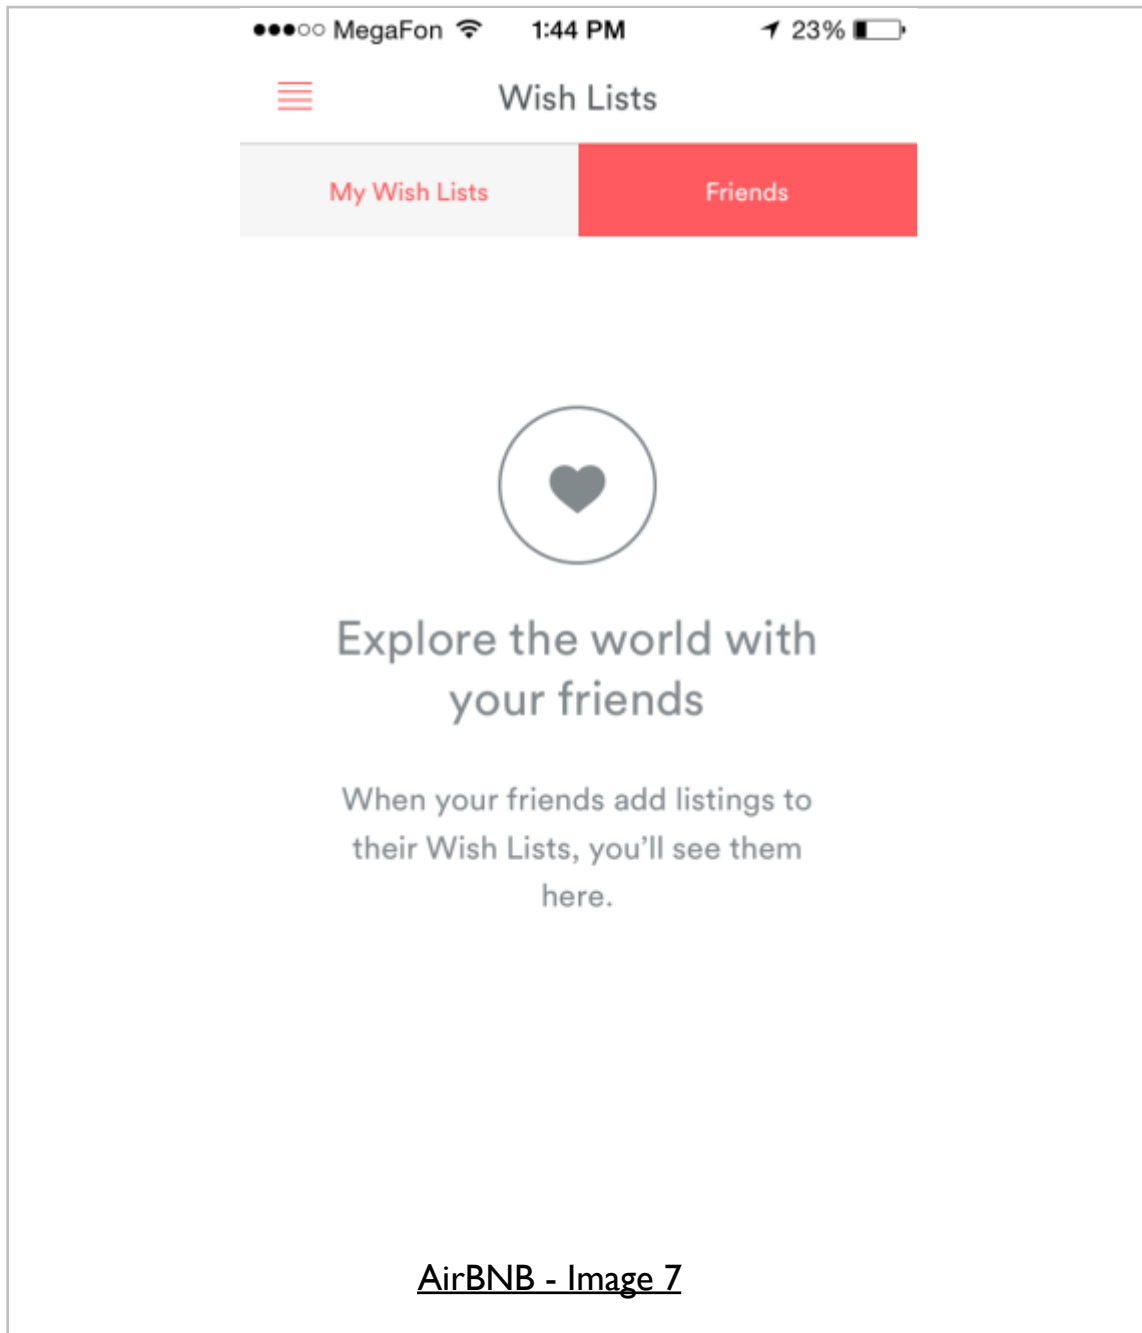 MegaFon 1:44 PM 23%
Wish Lists
My Wish Lists Friends
Explore the world with
your friends
When your friends add listings to
their Wish Lists, you’ll see them
here.
AirBNB - Image 7